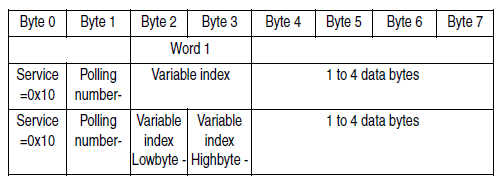 Byte 0 Byte 1 Byte 2 Byte 3 Byte 4 Byte 5 Byte 6 Byte 7
Word 1
Service Polling Variable index 1 to 4 data bytes
=0x10 number-
Service Polling Variable Variable 1 to 4 data bytes
=0x10 number- index index
Lowbyte - Highbyte -